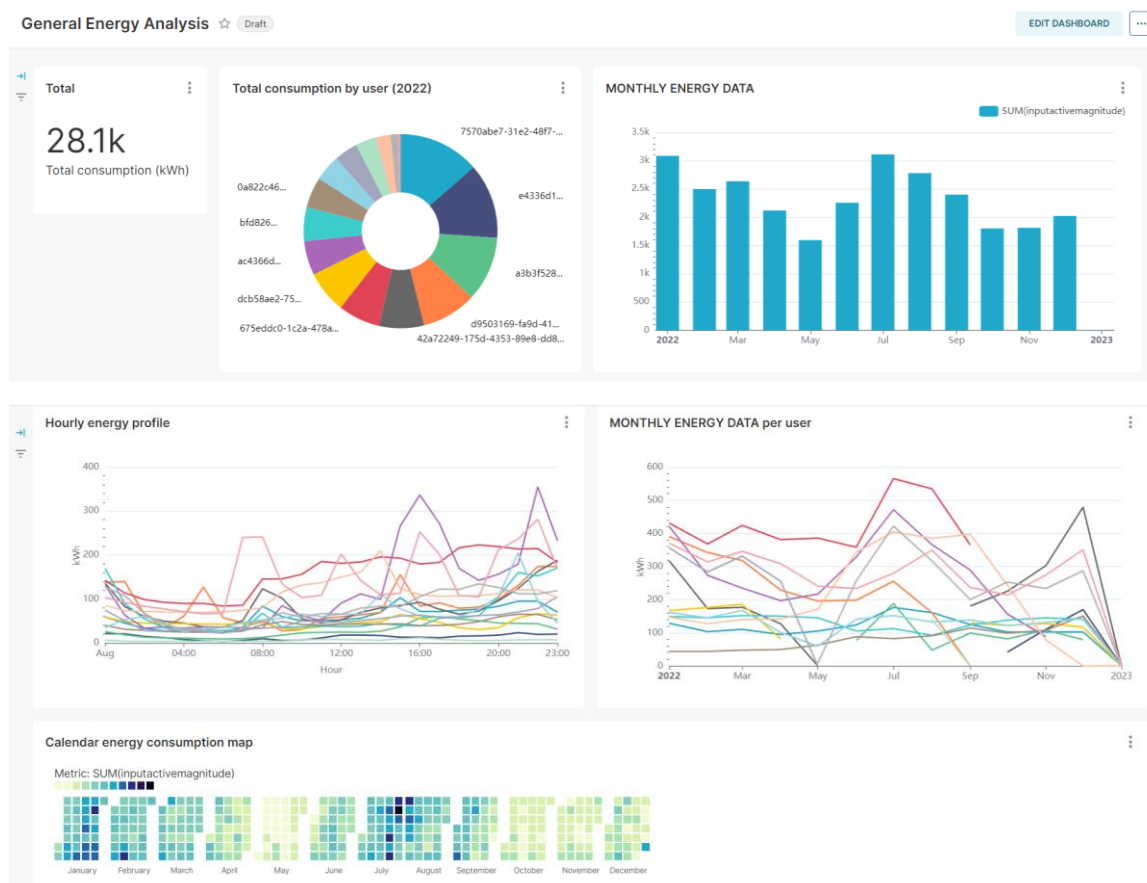 General Energy Analysis ☆ Draft
EDIT DASHBOARD ...
Total
28.1k
Total consumption (kWh)
Total consumption by user (2022)
7570abe7-31e2-48f7-...
e4336d1...
a3b3f528...
d9503169-fa9d-41...
42a72249-175d-4353-89e8-dd8...
675eddc0-1c2a-478a...
dcb58ae2-75...
ac4366d...
bfd826...
0a822c46...
MONTHLY ENERGY DATA
SUM(inputactivemagnitude)
3.5k
3k
2.5k
2k
1.5k
1k
500
0
2022 Mar May Jul Sep Nov 2023
Hourly energy profile
400
300
200
100
0
kWh
Aug 04:00 08:00 12:00 16:00 20:00 23:00
Hour
MONTHLY ENERGY DATA per user
600
500
400
300
200
100
0
kWh
2022 Mar May Jul Sep Nov 2023
Calendar energy consumption map
Metric: SUM(inputactivemagnitude)
January February March April May June July August September October November December